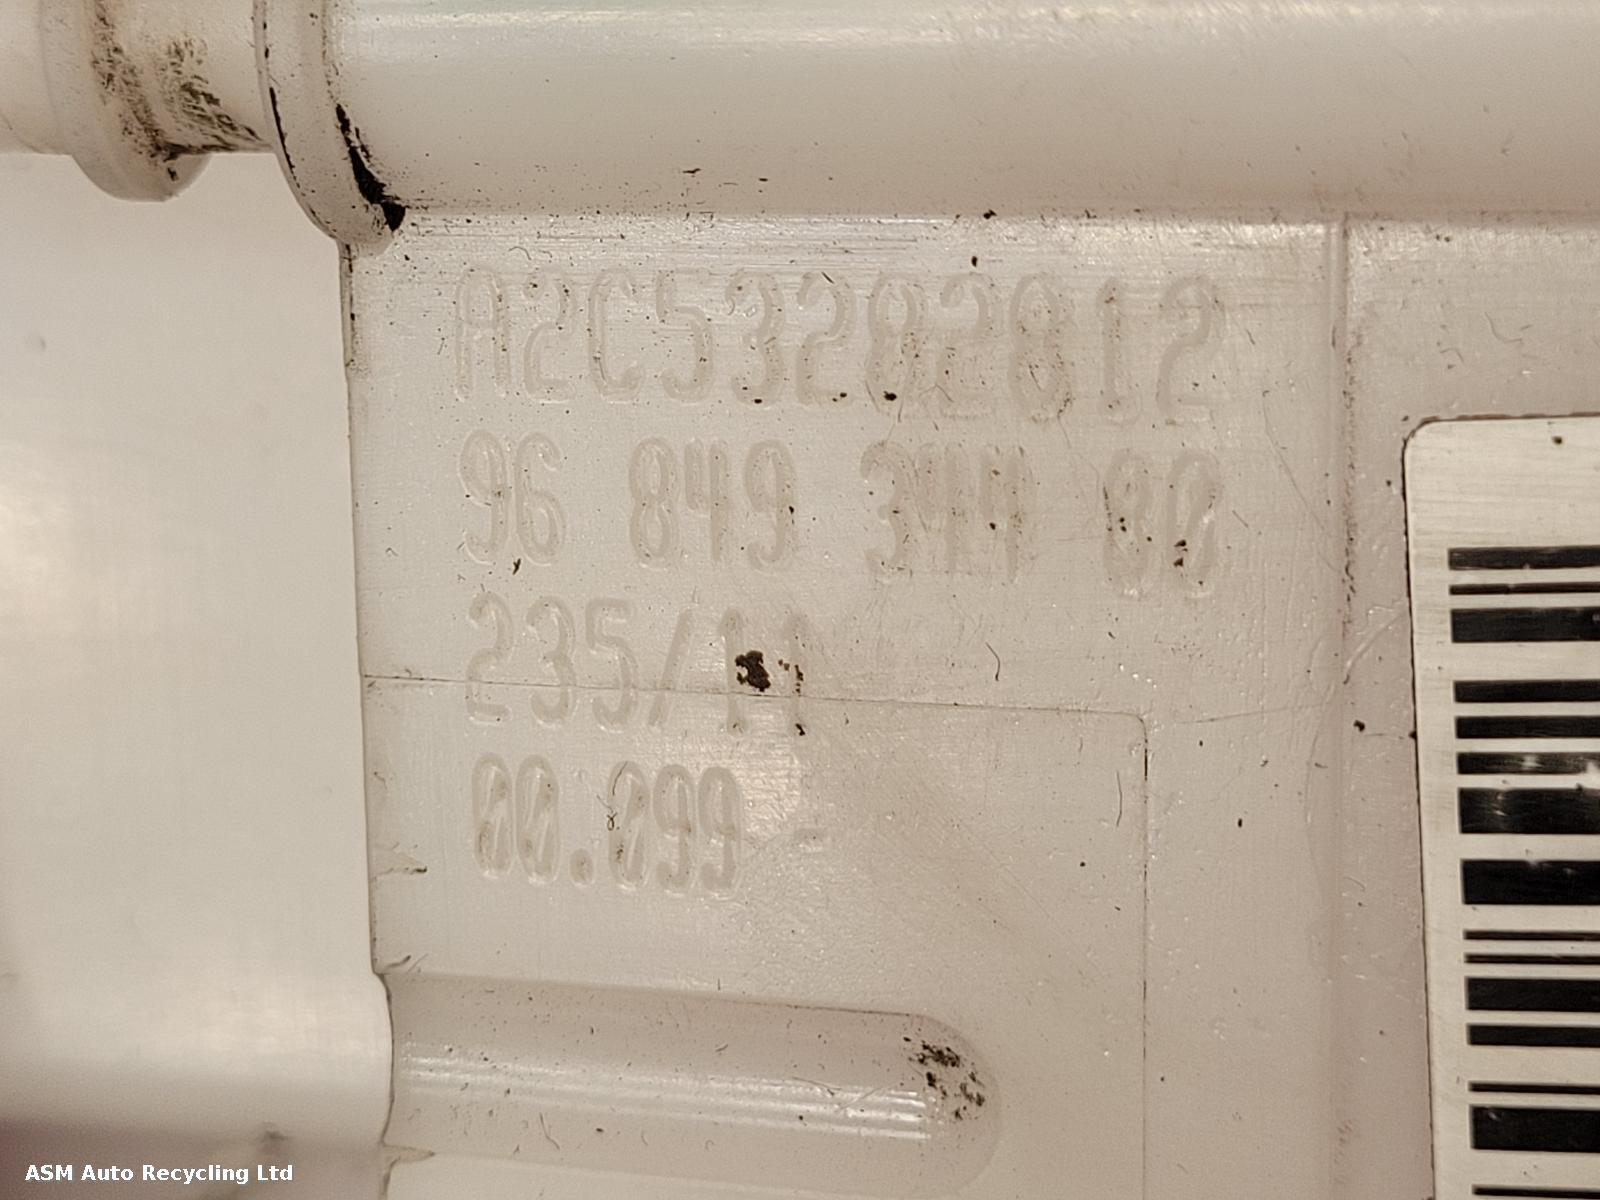 A2C53282812
96 849 344 80
235/11
00.099
ASM Auto Recycling Ltd